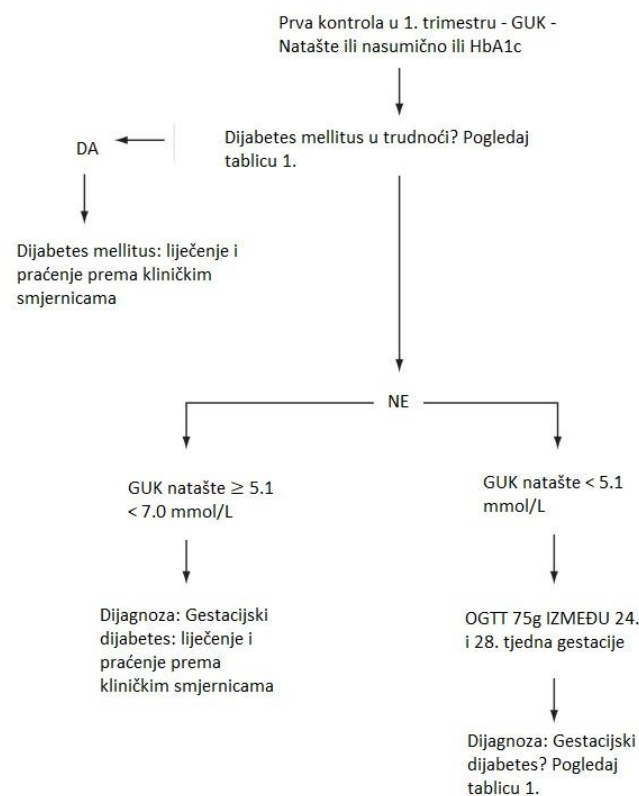 Prva kontrola u 1. trimestru - GUK -
Natašte ili nasumično ili HbA1c
Dijabetes mellitus u trudnoći? Pogledaj
tablicu 1.
DA
Dijabetes mellitus: liječenje i
praćenje prema kliničkim
smjernicama
NE
GUK natašte ≥ 5.1
< 7.0 mmol/L
GUK natašte < 5.1
mmol/L
Dijagnoza: Gestacijski
dijabetes: liječenje i
praćenje prema
kliničkim smjernicama
OGTT 75g IZMEĐU 24.
i 28. tjedna gestacije
Dijagnoza: Gestacijski
dijabetes? Pogledaj
tablicu 1.